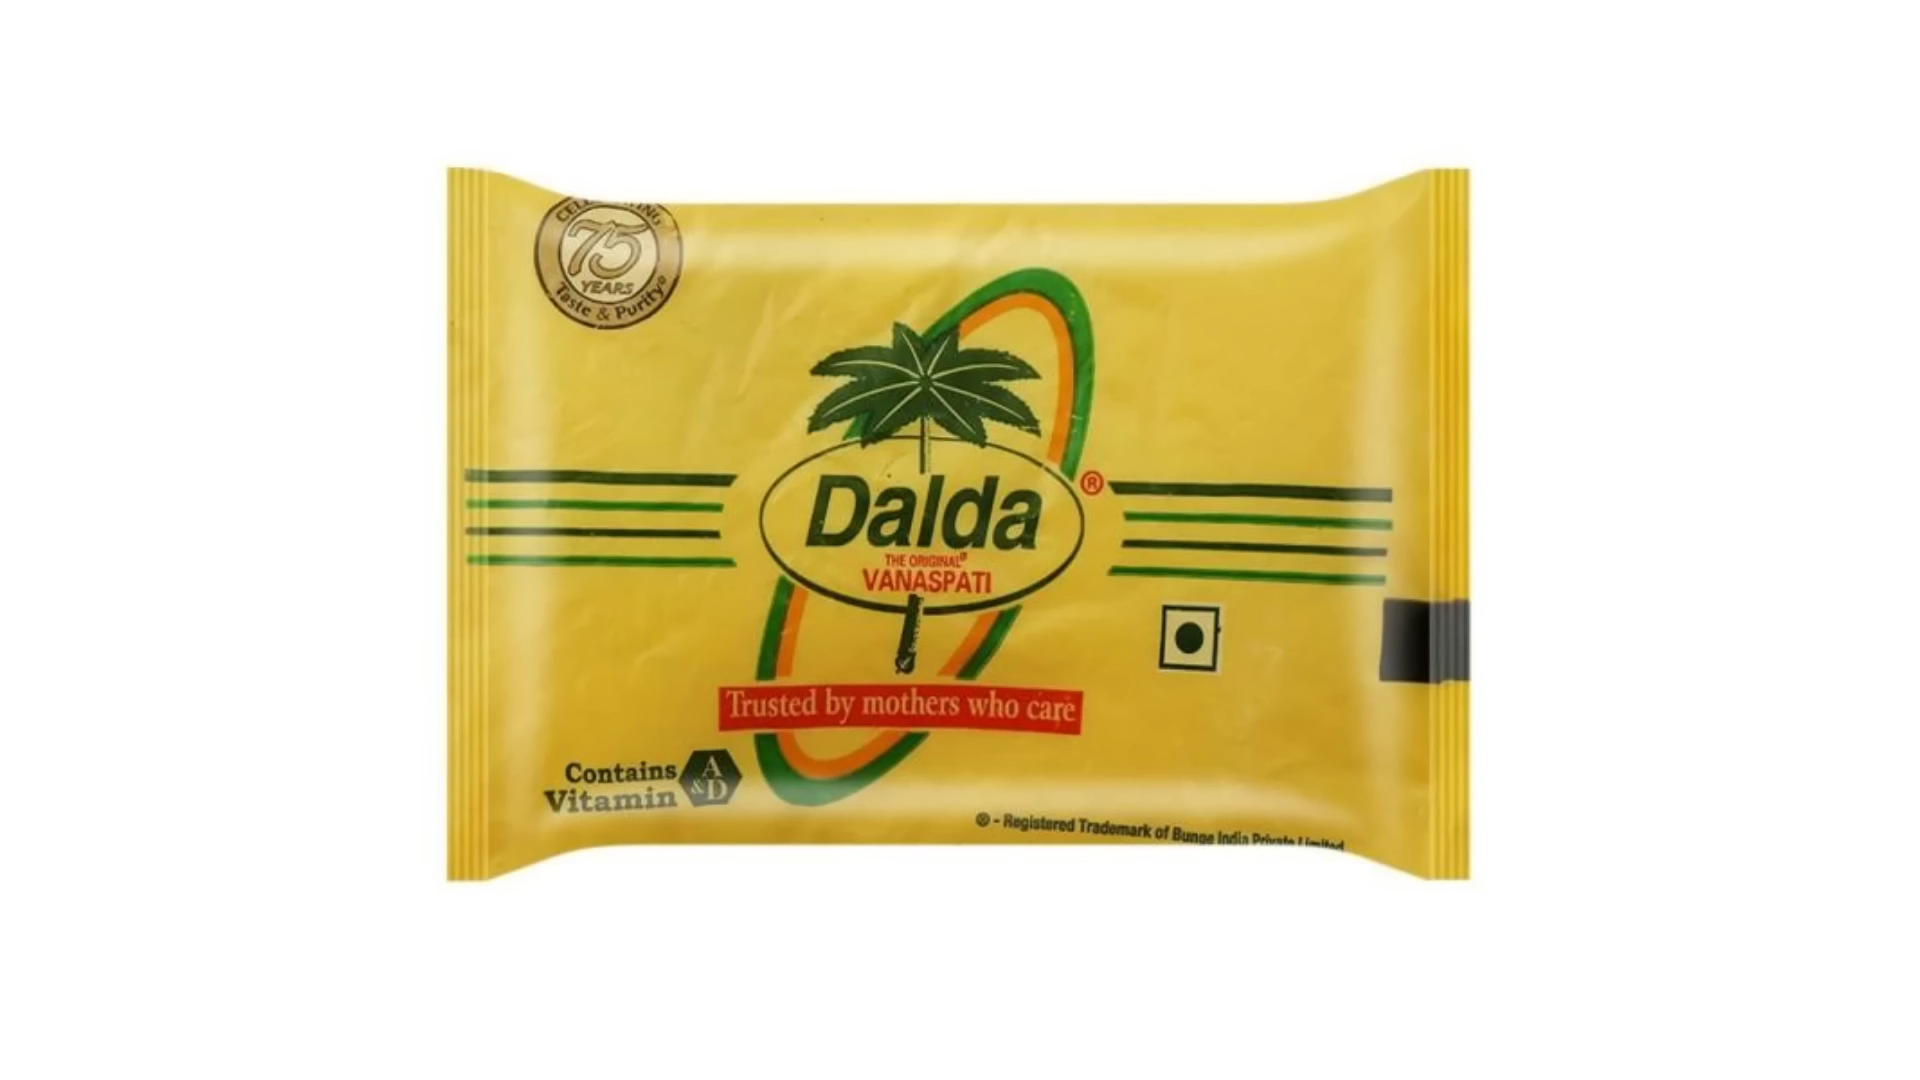 75
YEARS
Taste & Purity®
Dalda ®
THE ORIGINAL®
VANASPATI
Trusted by mothers who care
Contains
Vitamin
A
& D
® - Registered Trademark of Bunge India Private Limited